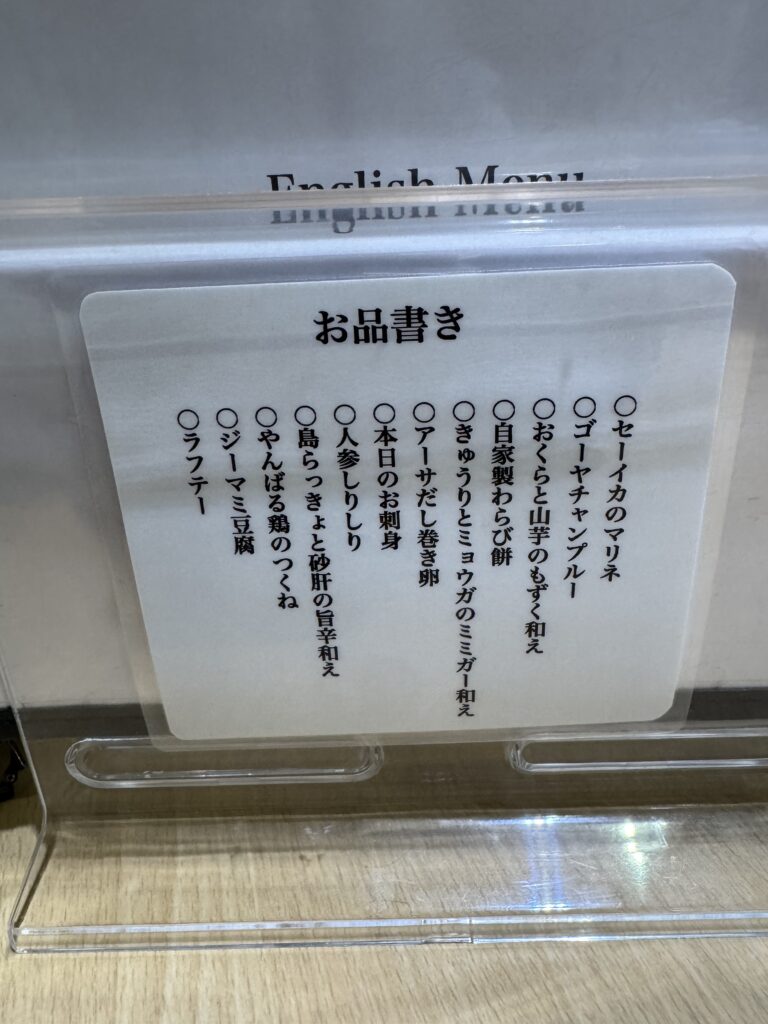 English Menu
お品書き
○セーイカのマリネ
○ゴーヤチャンプルー
○おくらと山芋のもずく和え
○自家製わらび餅
○きゅうりとミョウガのミミガー和え
○アーサだし巻き卵
○本日のお刺身
○人参しりしり
○島らっきょと砂肝の旨辛和え
○やんばる鶏のつくね
○ジーマミ豆腐
○ラフテー